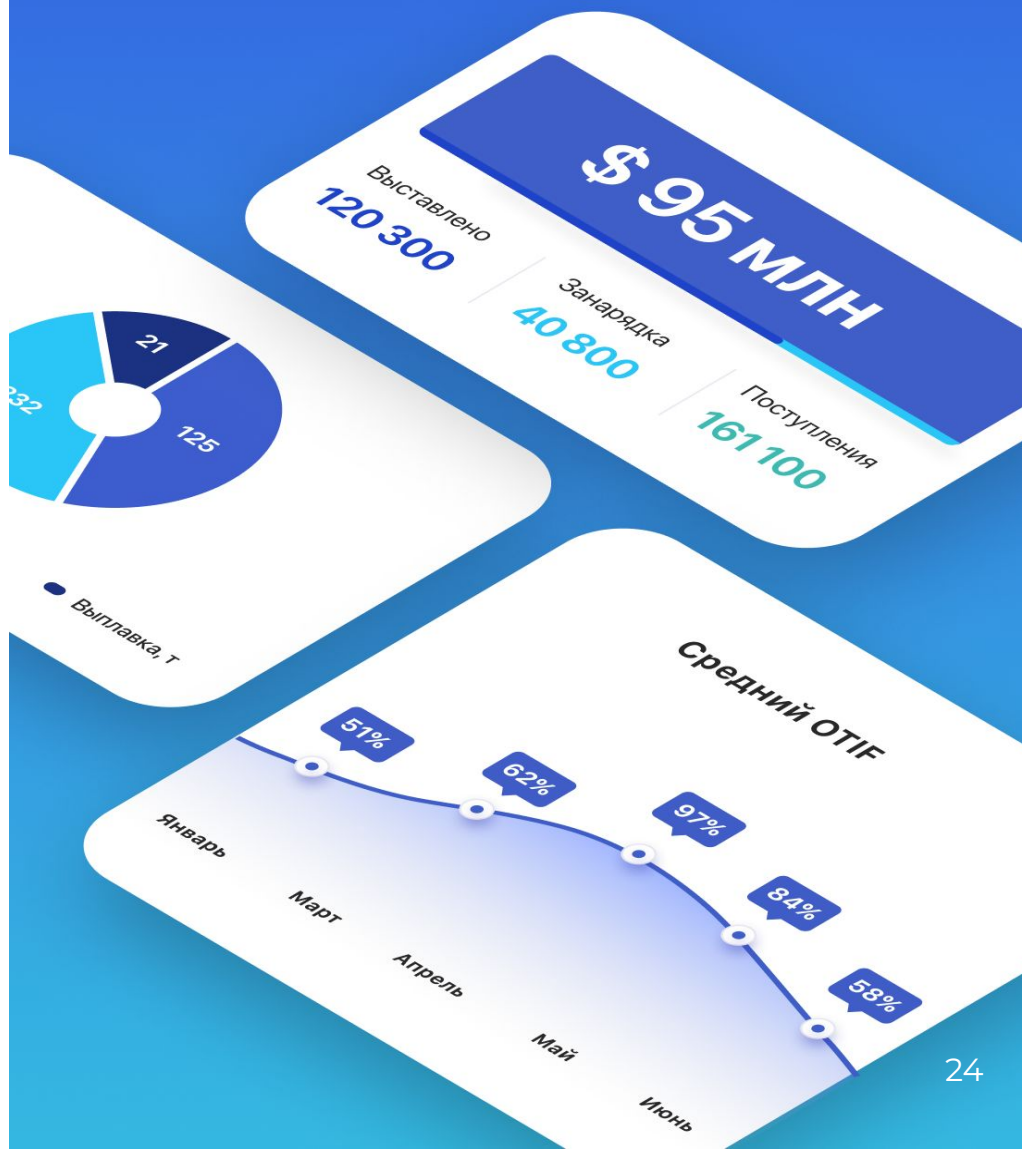 $ 95 МЛН
Выставлено
120 300
Занарядка
40 800
Поступления
161 100
21
125
Выплавка, т
Средний OTIF
51%
62%
97%
84%
58%
Январь
Март
Апрель
Май
Июнь
24